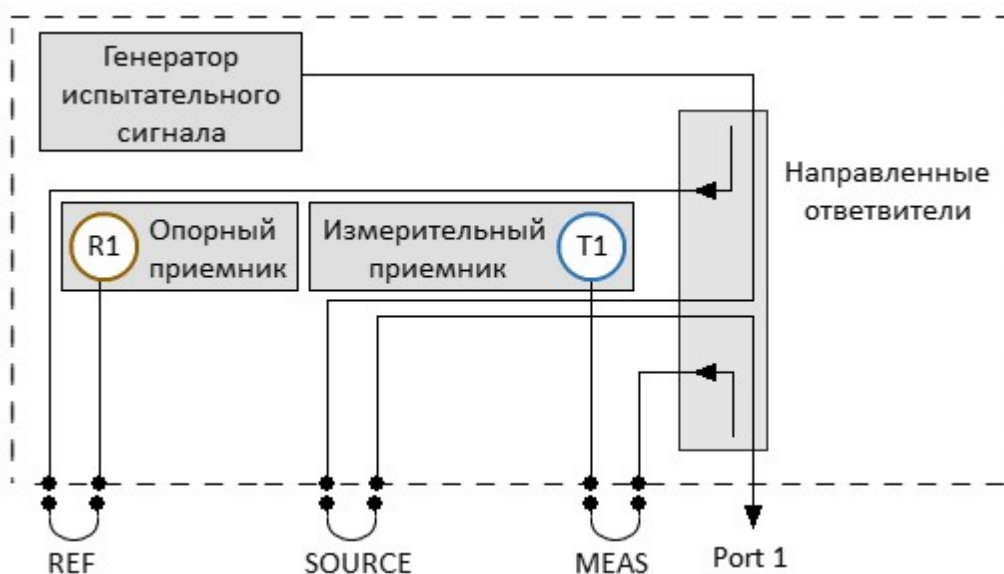 Генератор
испытательного
сигнала
Направленные
ответвители
R1
Опорный
приемник
Измерительный
приемник
T1
REF
SOURCE
MEAS
Port 1